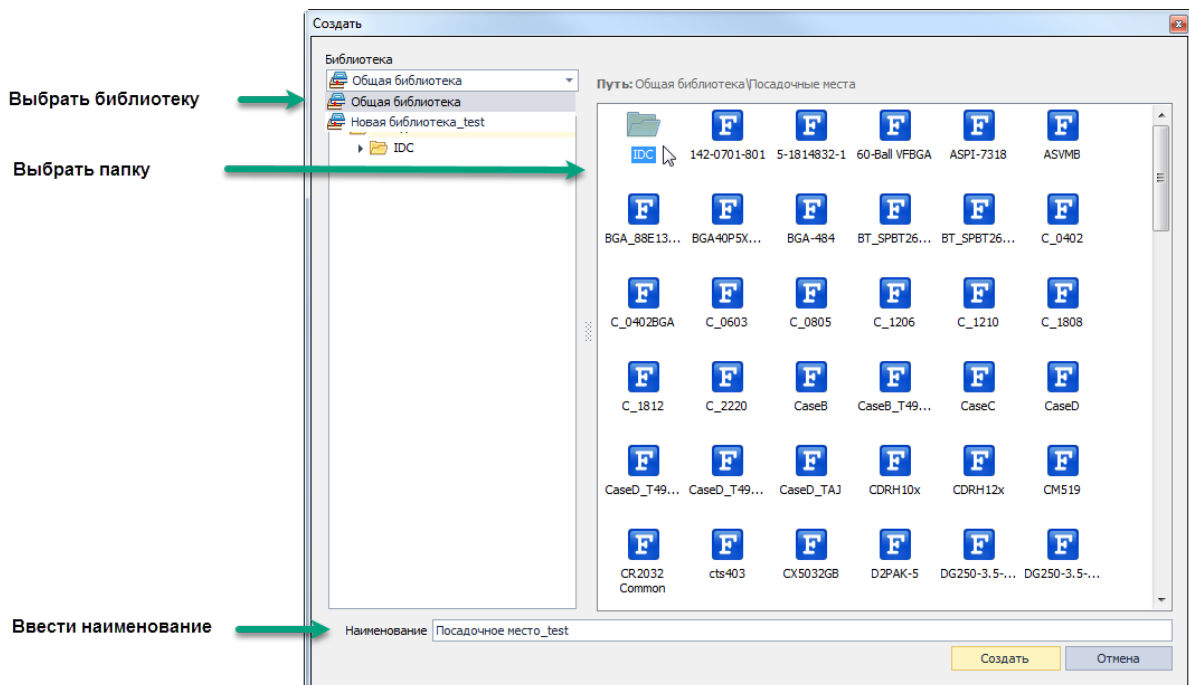 Создать
Библиотека
Общая библиотека
Выбрать библиотеку
Общая библиотека
Новая библиотека_test
IDC
Выбрать папку
Путь: Общая библиотека\Посадочные места
IDC 142-0701-801 5-1814832-1 60-Ball VFBGA ASPI-7318 ASVMB
BGA_88E13... BGA40P5X... BGA-484 BT_SPBT26... BT_SPBT26... C_0402
C_0402BGA C_0603 C_0805 C_1206 C_1210 C_1808
C_1812 C_2220 CaseB CaseB_T49... CaseC CaseD
CaseD_T49... CaseD_T49... CaseD_TAJ CDRH10x CDRH12x CM519
CR2032 Common cts403 CX5032GB D2PAK-5 DG250-3.5-... DG250-3.5-...
Ввести наименование
Наименование Посадочное место_test
Создать Отмена